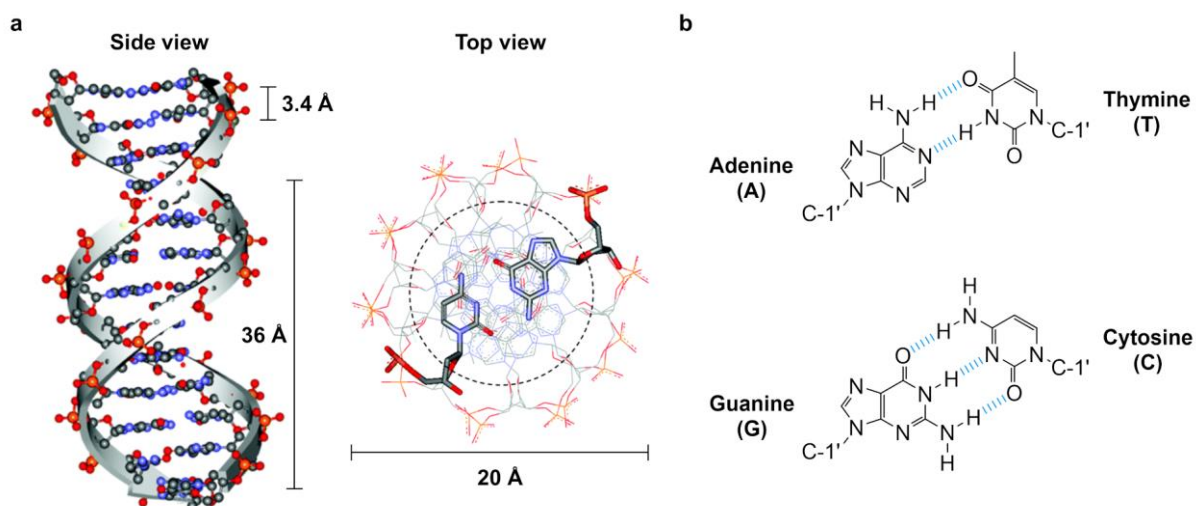 a
Side view
Top view
3.4 Å
36 Å
20 Å
b
O
H
H
N
N
H
N
O
N
C-1'
Thymine
(T)
Adenine
(A)
N
N
N
N
C-1'
H
H
N
O
N
H
N
N
O
C-1'
Cytosine
(C)
Guanine
(G)
N
N
N
N
H
H
C-1'